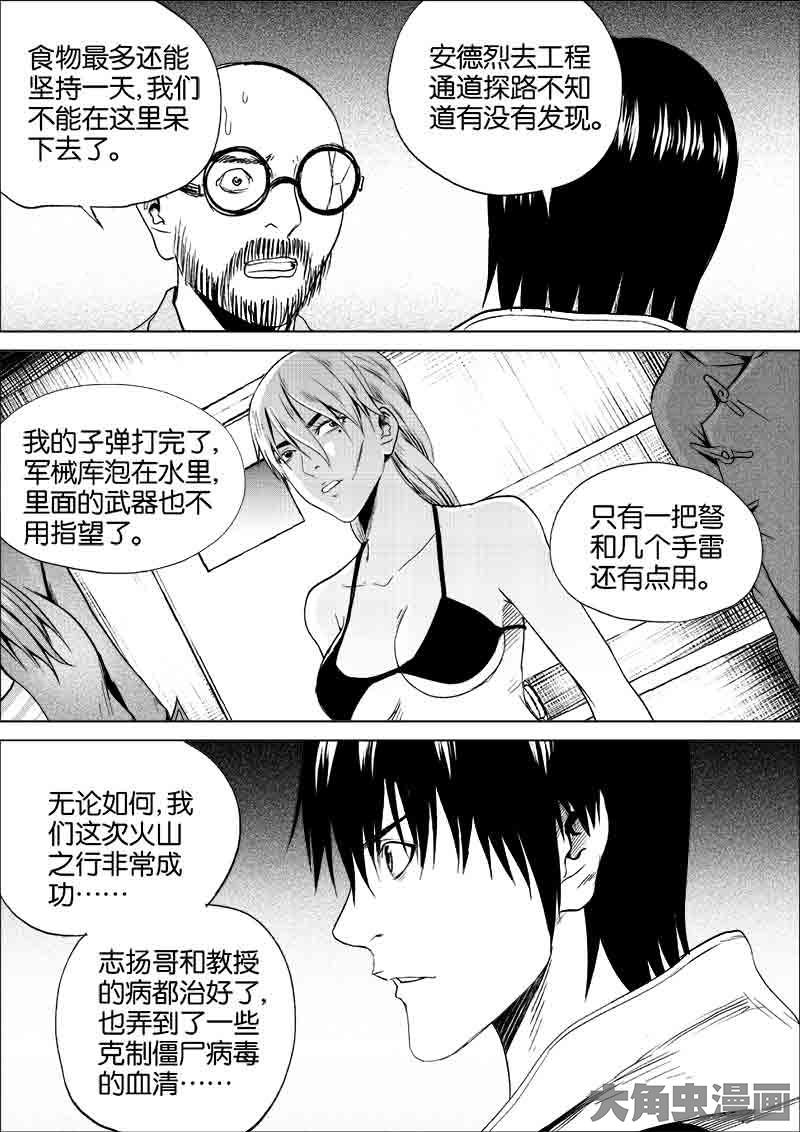 食物最多还能
坚持一天,我们
不能在这里呆
下去了。
安德烈去工程
通道探路不知
道有没有发现。
我的子弹打完了,
军械库泡在水里,
里面的武器也不
用指望了。
只有一把弩
和几个手雷
还有点用。
无论如何,我
们这次火山
之行非常成
功……
志扬哥和教授
的病都治好了,
也弄到了一些
克制僵尸病毒
的血清……
大角虫漫画